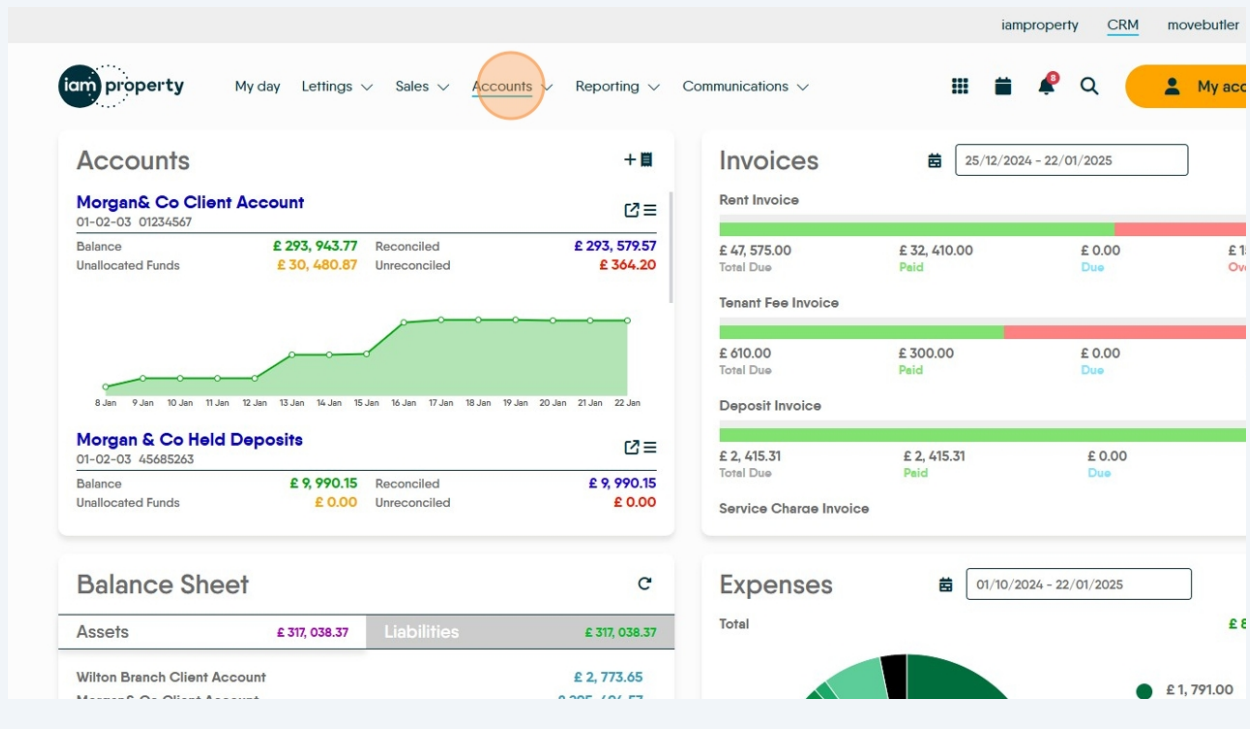 iamproperty CRM movebutler
iam property My day Lettings Sales Accounts Reporting Communications 8 My acc
Accounts
Morgan& Co Client Account
01-02-03 01234567
Balance £ 293, 943.77 Reconciled £ 293, 579.57
Unallocated Funds £ 30, 480.87 Unreconciled £ 364.20
8 Jan 9 Jan 10 Jan 11 Jan 12 Jan 13 Jan 14 Jan 15 Jan 16 Jan 17 Jan 18 Jan 19 Jan 20 Jan 21 Jan 22 Jan
Morgan & Co Held Deposits
01-02-03 45685263
Balance £ 9, 990.15 Reconciled £ 9, 990.15
Unallocated Funds £ 0.00 Unreconciled £ 0.00
Invoices 25/12/2024 - 22/01/2025
Rent Invoice
£ 47, 575.00 £ 32, 410.00 £ 0.00
Total Due Paid Due
Tenant Fee Invoice
£ 610.00 £ 300.00 £ 0.00
Total Due Paid Due
Deposit Invoice
£ 2, 415.31 £ 2, 415.31 £ 0.00
Total Due Paid Due
Service Charge Invoice
Balance Sheet
Assets £ 317, 038.37 Liabilities £ 317, 038.37
Wilton Branch Client Account £ 2, 773.65
Expenses 01/10/2024 - 22/01/2025
Total
£ 1, 791.00